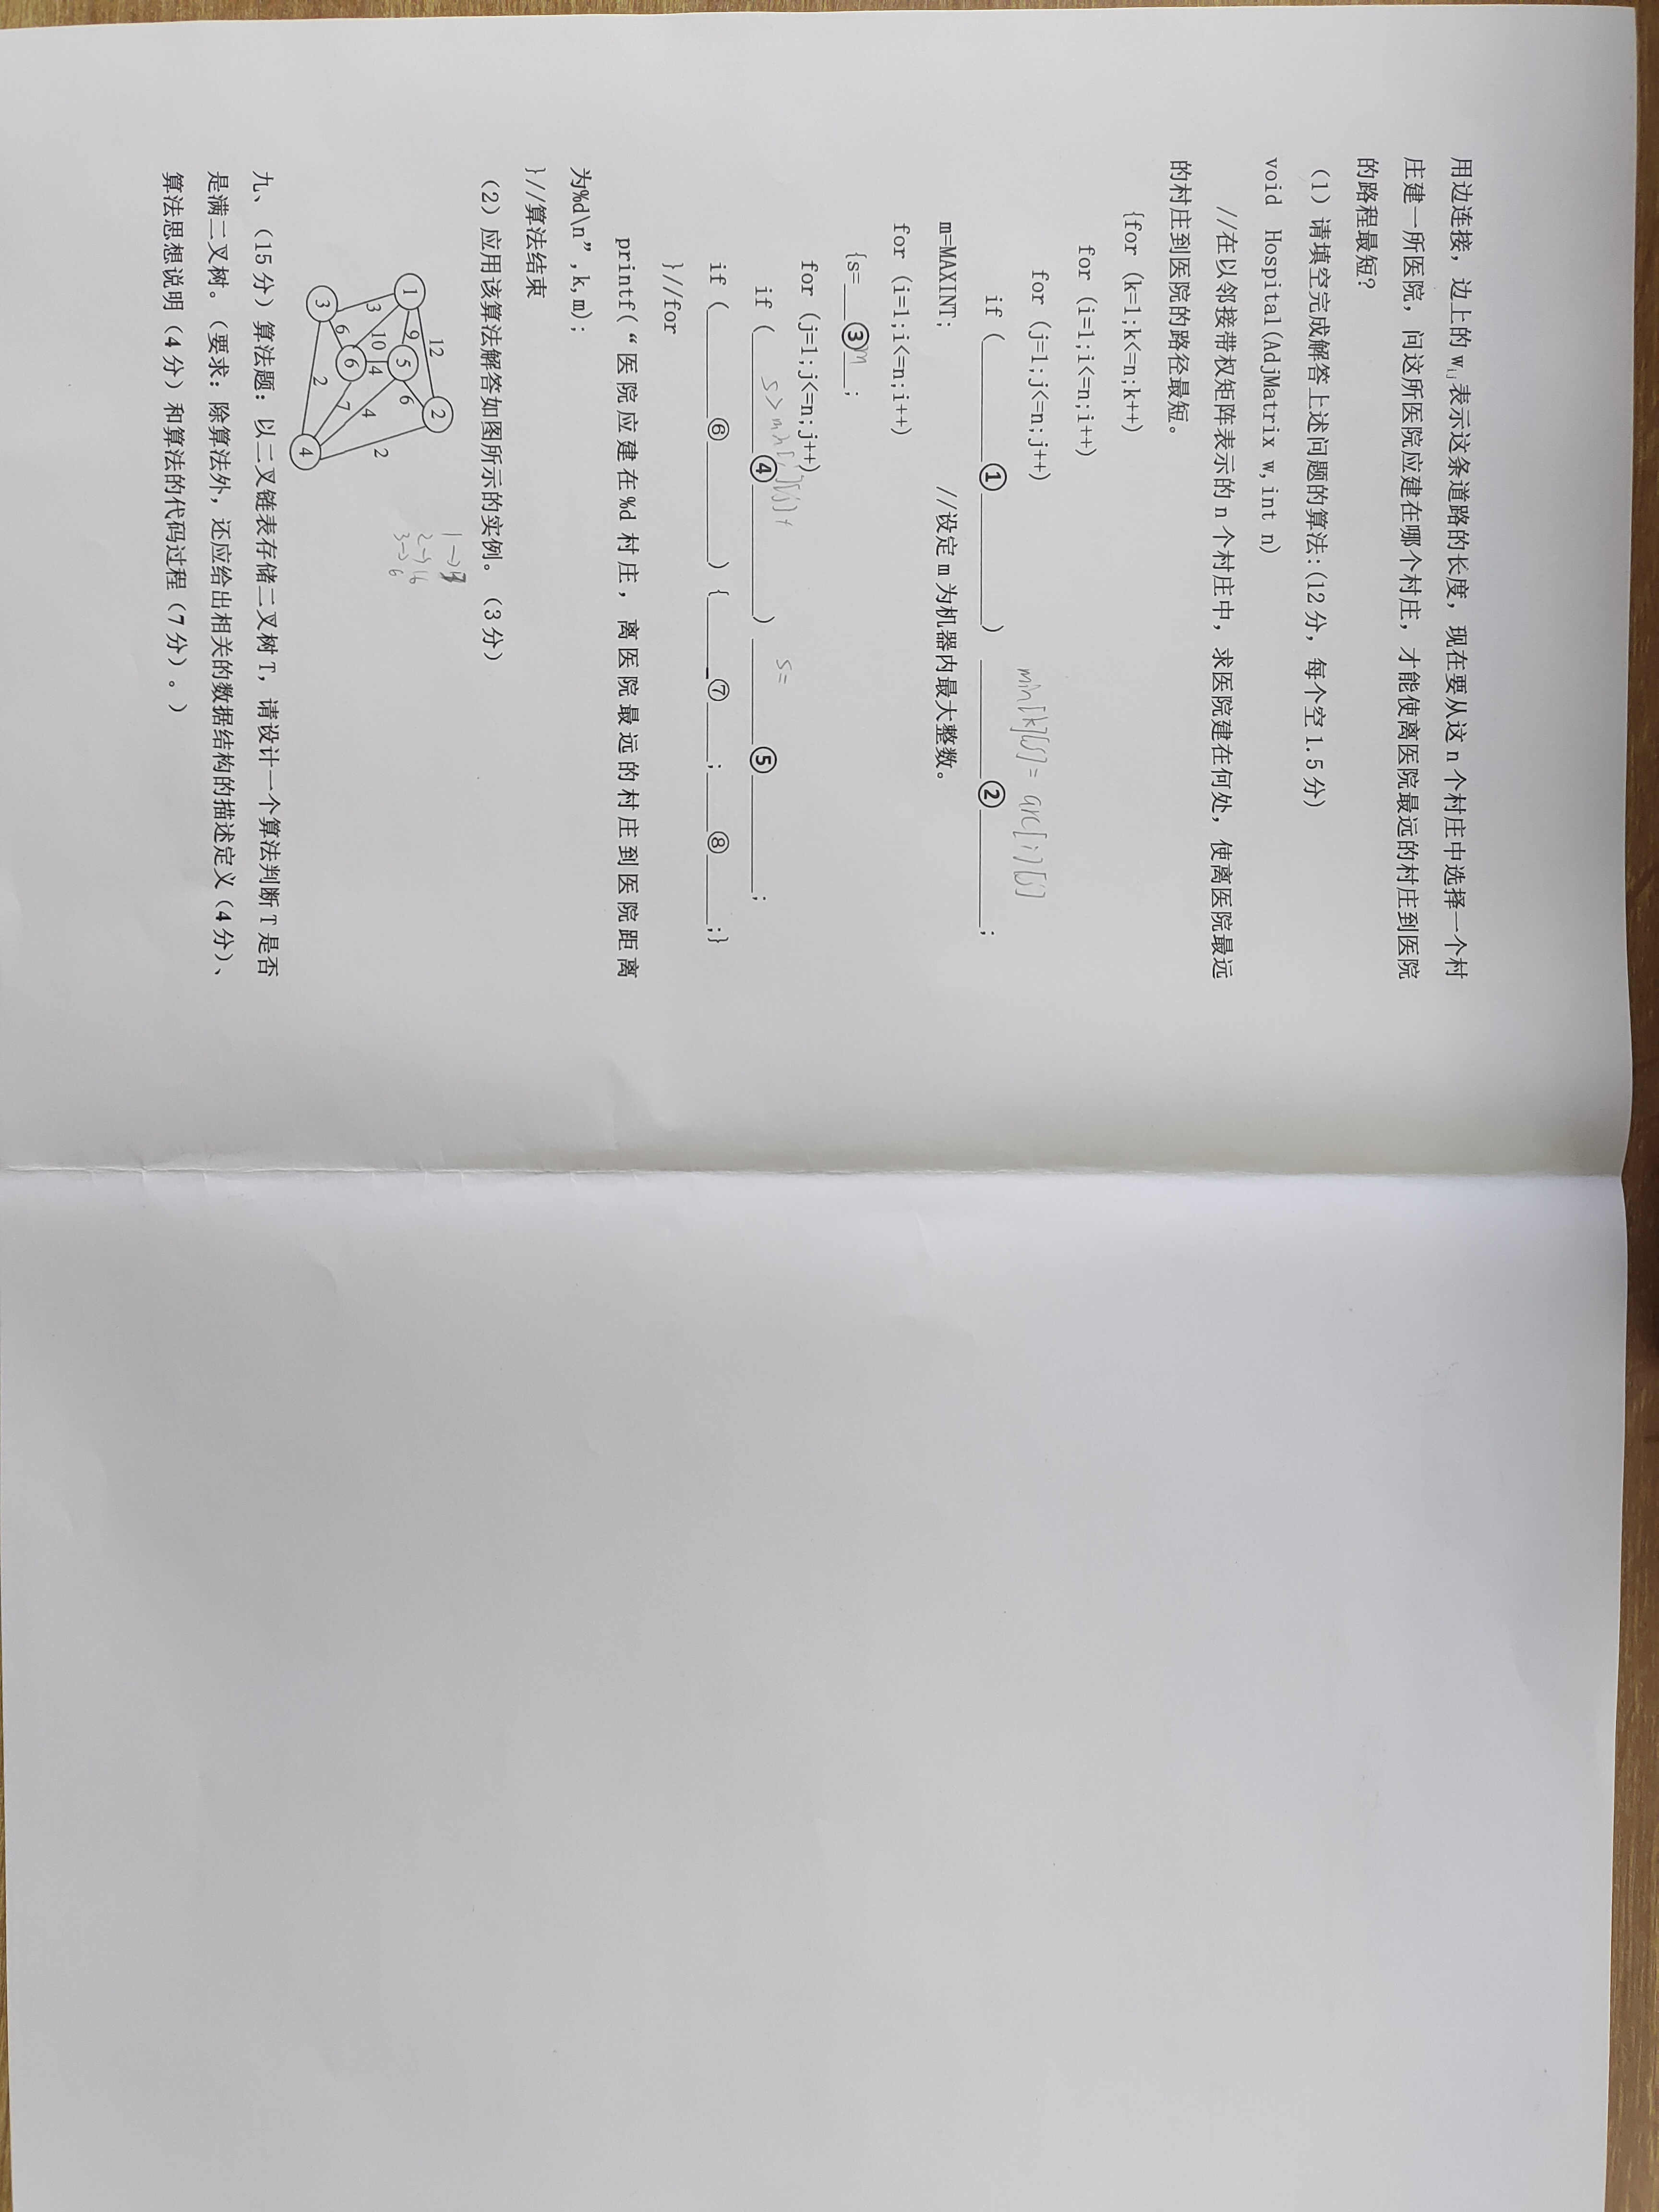 用边连接，边上的 wij表示这条道路的长度，现在要从这 n 个村庄中选择一个村
庄建一所医院，问这所医院应建在哪个村庄，才能使离医院最远的村庄到医院
的路程最短?
（1）请填空完成解答上述问题的算法:(12 分，每个空 1.5 分)
void Hospital(AdjMatrix w,int n)
//在以邻接带权矩阵表示的 n 个村庄中，求医院建在何处，使离医院最远
的村庄到医院的路径最短。
{for (k=1;k<=n;k++)
for (i=1;i<=n;i++)
for (j=1;j<=n;j++)
min[k][j]= arc[i][j]
if (_________①_________) _________②_________;
m=MAXINT; //设定 m 为机器内最大整数。
for (i=1;i<=n;i++)
{s=___③___; m
for (j=1;j<=n;j++)
s>min[i][j]+ s=
if (_________④_________) _________⑤_________;
if (_________⑥_________) {______⑦_____;_____⑧______;}
}//for
printf(“医院应建在%d 村庄，离医院最远的村庄到医院距离
为%d\n”,k,m);
}//算法结束
（2）应用该算法解答如图所示的实例。（3 分）
1→
2→16
3→6
12
2
1
9
5
6
3
10
4
4
2
6
6
7
3
2
4
九、（15 分）算法题：以二叉链表存储二叉树 T，请设计一个算法判断 T 是否
是满二叉树。（要求：除算法外，还应给出相关的数据结构的描述定义（4 分）、
算法思想说明（4 分）和算法的代码过程（7 分）。）